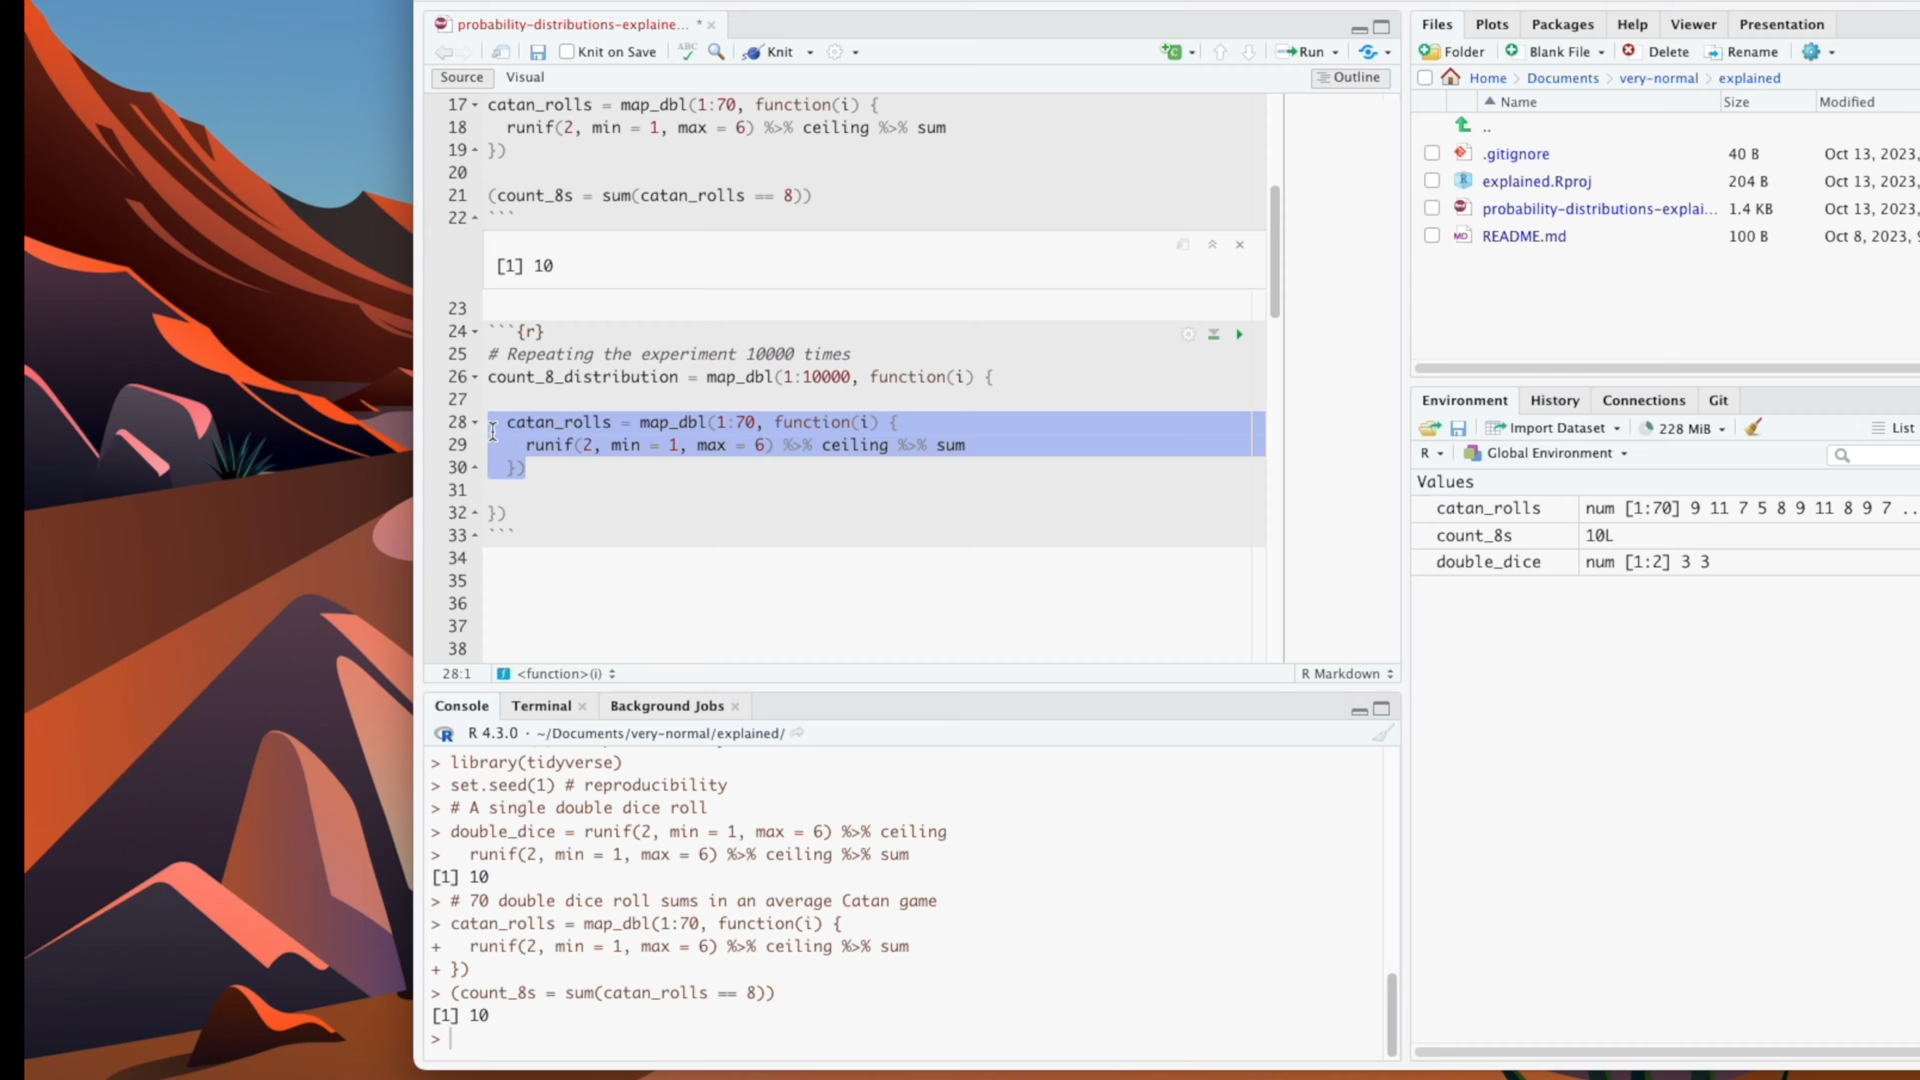 probability-distributions-explaine... *
Knit on Save
ABC
Knit
Run
Source
Visual
Outline
17 catan_rolls = map_dbl(1:70, function(i) {
18 runif(2, min = 1, max = 6) %>% ceiling %>% sum
19 })
20
21 (count_8s = sum(catan_rolls == 8))
22 ```
[1] 10
23
24 ```{r}
25 # Repeating the experiment 10000 times
26 count_8_distribution = map_dbl(1:10000, function(i) {
27
28 catan_rolls = map_dbl(1:70, function(i) {
29 runif(2, min = 1, max = 6) %>% ceiling %>% sum
30 })
31
32 })
33 ```
34
35
36
37
38
28:1
<function>(i)
R Markdown
Console
Terminal
Background Jobs
R 4.3.0 · ~/Documents/very-normal/explained/
> library(tidyverse)
> set.seed(1) # reproducibility
> # A single double dice roll
> double_dice = runif(2, min = 1, max = 6) %>% ceiling
> runif(2, min = 1, max = 6) %>% ceiling %>% sum
[1] 10
> # 70 double dice roll sums in an average Catan game
> catan_rolls = map_dbl(1:70, function(i) {
+ runif(2, min = 1, max = 6) %>% ceiling %>% sum
+ })
> (count_8s = sum(catan_rolls == 8))
[1] 10
>
Files
Plots
Packages
Help
Viewer
Presentation
Folder
Blank File
Delete
Rename
Home
Documents
very-normal
explained
Name
Size
Modified
..
.gitignore
40 B
Oct 13, 2023,
explained.Rproj
204 B
Oct 13, 2023,
probability-distributions-explai...
1.4 KB
Oct 13, 2023,
README.md
100 B
Oct 8, 2023,
Environment
History
Connections
Git
Import Dataset
228 MiB
List
R
Global Environment
Values
catan_rolls
num [1:70] 9 11 7 5 8 9 11 8 9 7 ..
count_8s
10L
double_dice
num [1:2] 3 3